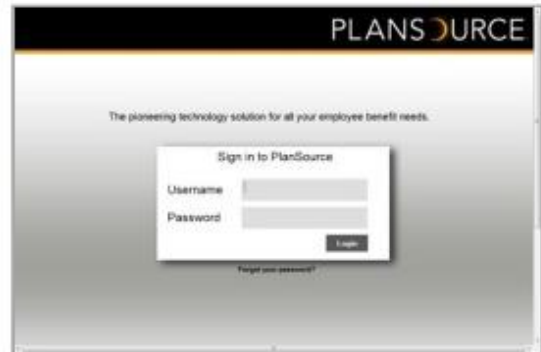 PLANSOURCE
The pioneering technology solution for all your employee benefit needs.
Sign in to PlanSource
Username
Password
Login
Forgot your password?